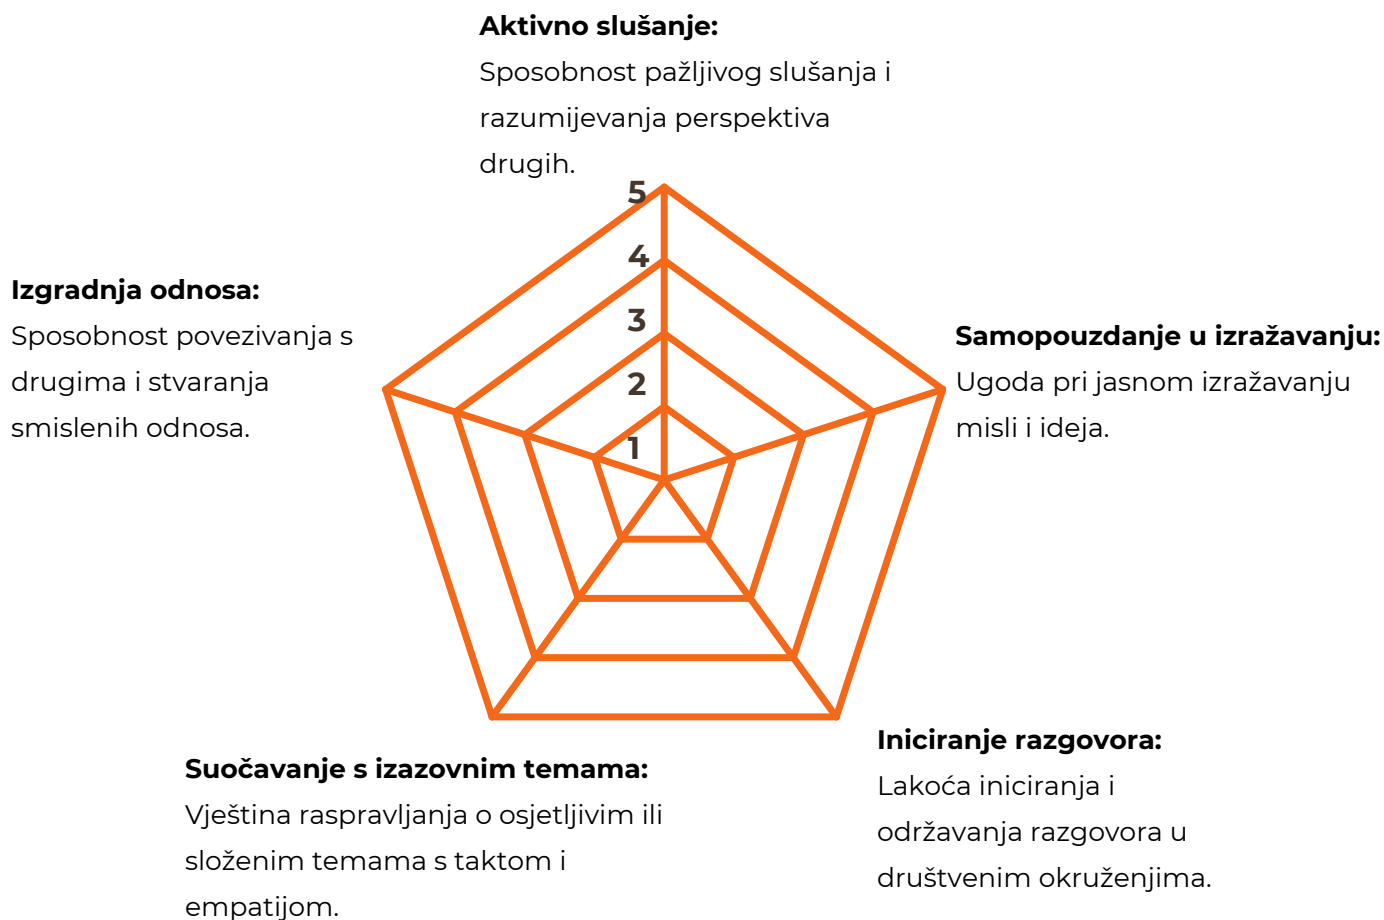 Aktivno slušanje:
Sposobnost pažljivog slušanja i
razumijevanja perspektiva
drugih.
5
4
3
2
1
Izgradnja odnosa:
Sposobnost povezivanja s
drugima i stvaranja
smislenih odnosa.
Samopouzdanje u izražavanju:
Ugoda pri jasnom izražavanju
misli i ideja.
Suočavanje s izazovnim temama:
Vještina raspravljanja o osjetljivim ili
složenim temama s taktom i
empatijom.
Iniciranje razgovora:
Lakoća iniciranja i
održavanja razgovora u
društvenim okruženjima.